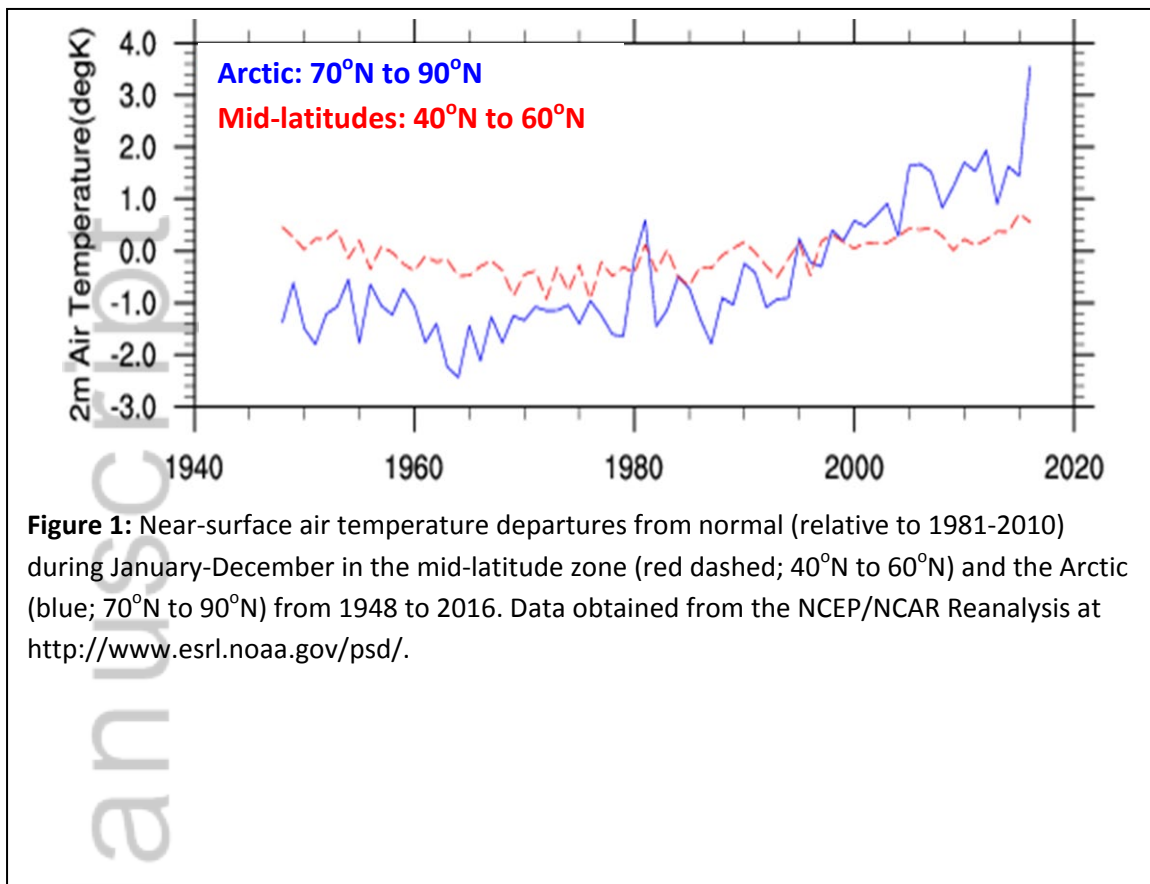 4.0
3.0
2.0
1.0
0.0
-1.0
-2.0
-3.0
2m Air Temperature(degK)
Arctic: 70°N to 90°N
Mid-latitudes: 40°N to 60°N
1940 1960 1980 2000 2020
Figure 1: Near-surface air temperature departures from normal (relative to 1981-2010)
during January-December in the mid-latitude zone (red dashed; 40°N to 60°N) and the Arctic
(blue; 70°N to 90°N) from 1948 to 2016. Data obtained from the NCEP/NCAR Reanalysis at
http://www.esrl.noaa.gov/psd/.
anuscript